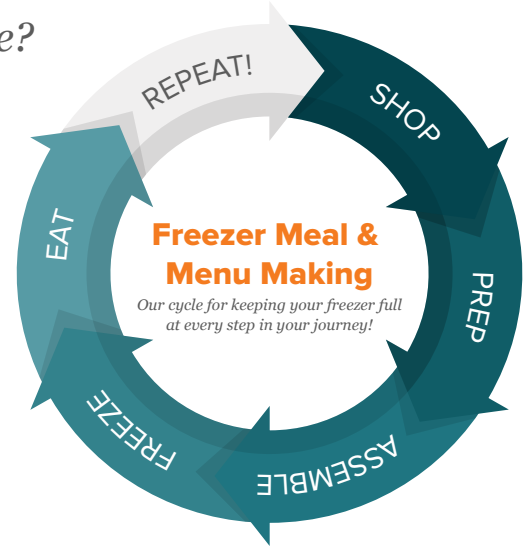 e?
REPEAT!
SHOP
PREP
ASSEMBLE
FREEZE
EAT
Freezer Meal &
Menu Making
Our cycle for keeping your freezer full
at every step in your journey!